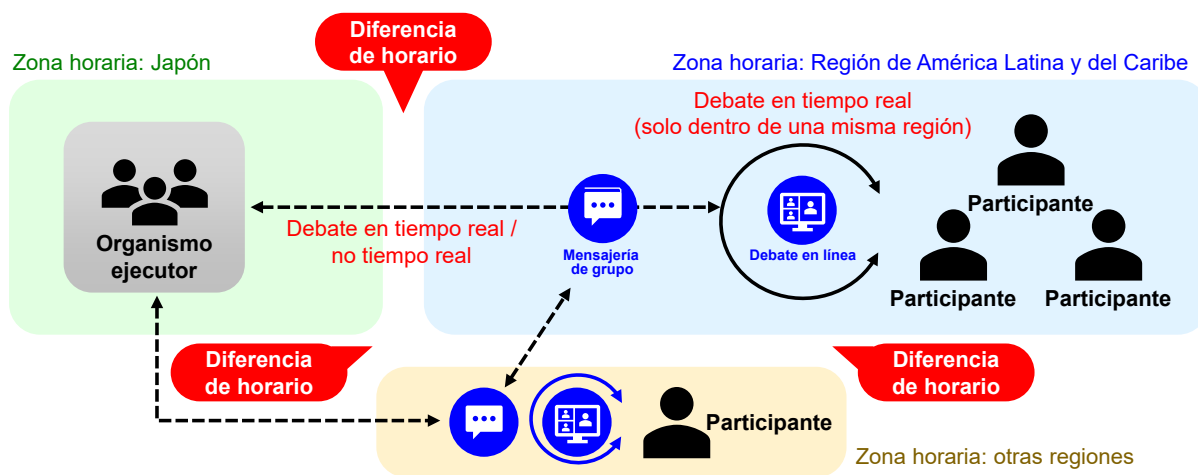 Diferencia
de horario
Zona horaria: Japón
Zona horaria: Región de América Latina y del Caribe
Debate en tiempo real
(solo dentro de una misma región)
Organismo
ejecutor
Debate en tiempo real /
no tiempo real
Mensajería
de grupo
Debate en línea
Participante
Participante
Participante
Diferencia
de horario
Diferencia
de horario
Participante
Zona horaria: otras regiones